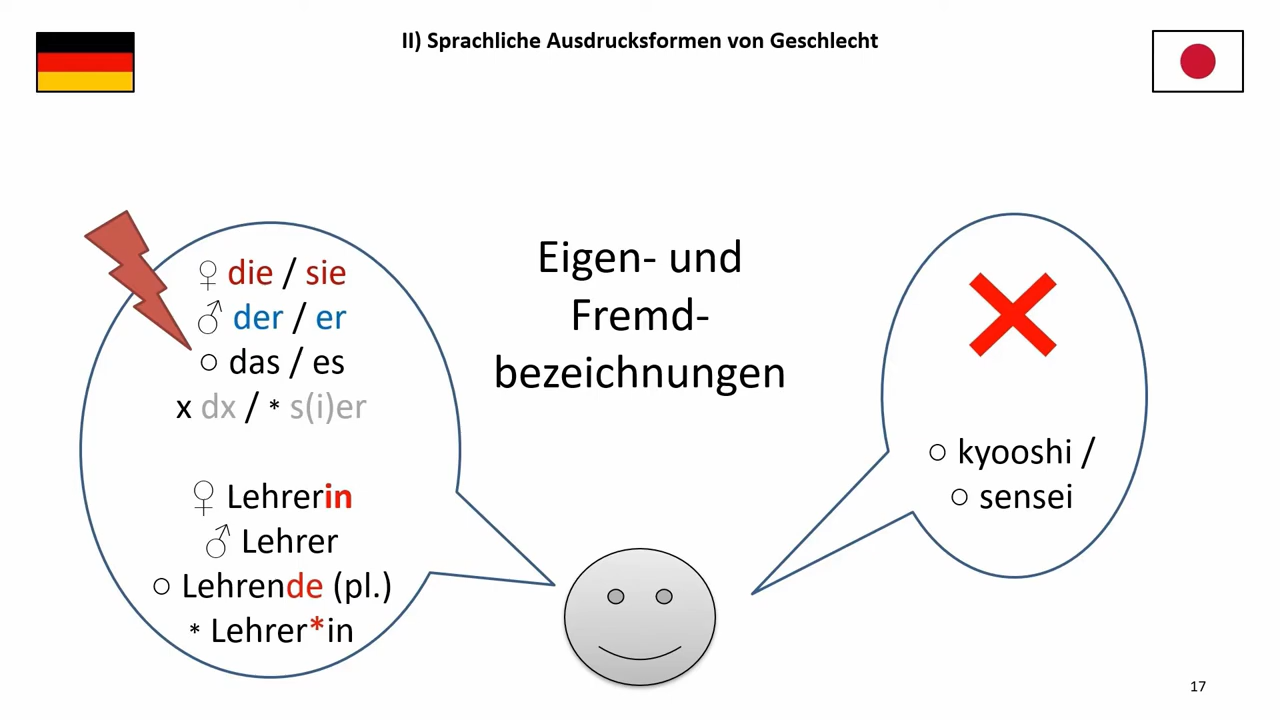 II) Sprachliche Ausdrucksformen von Geschlecht
♀ die / sie
♂ der / er
○ das / es
x dx / * s(i)er
♀ Lehrerin
♂ Lehrer
○ Lehrende (pl.)
* Lehrer*in
Eigen- und
Fremd-
bezeichnungen
○ kyooshi /
○ sensei
17